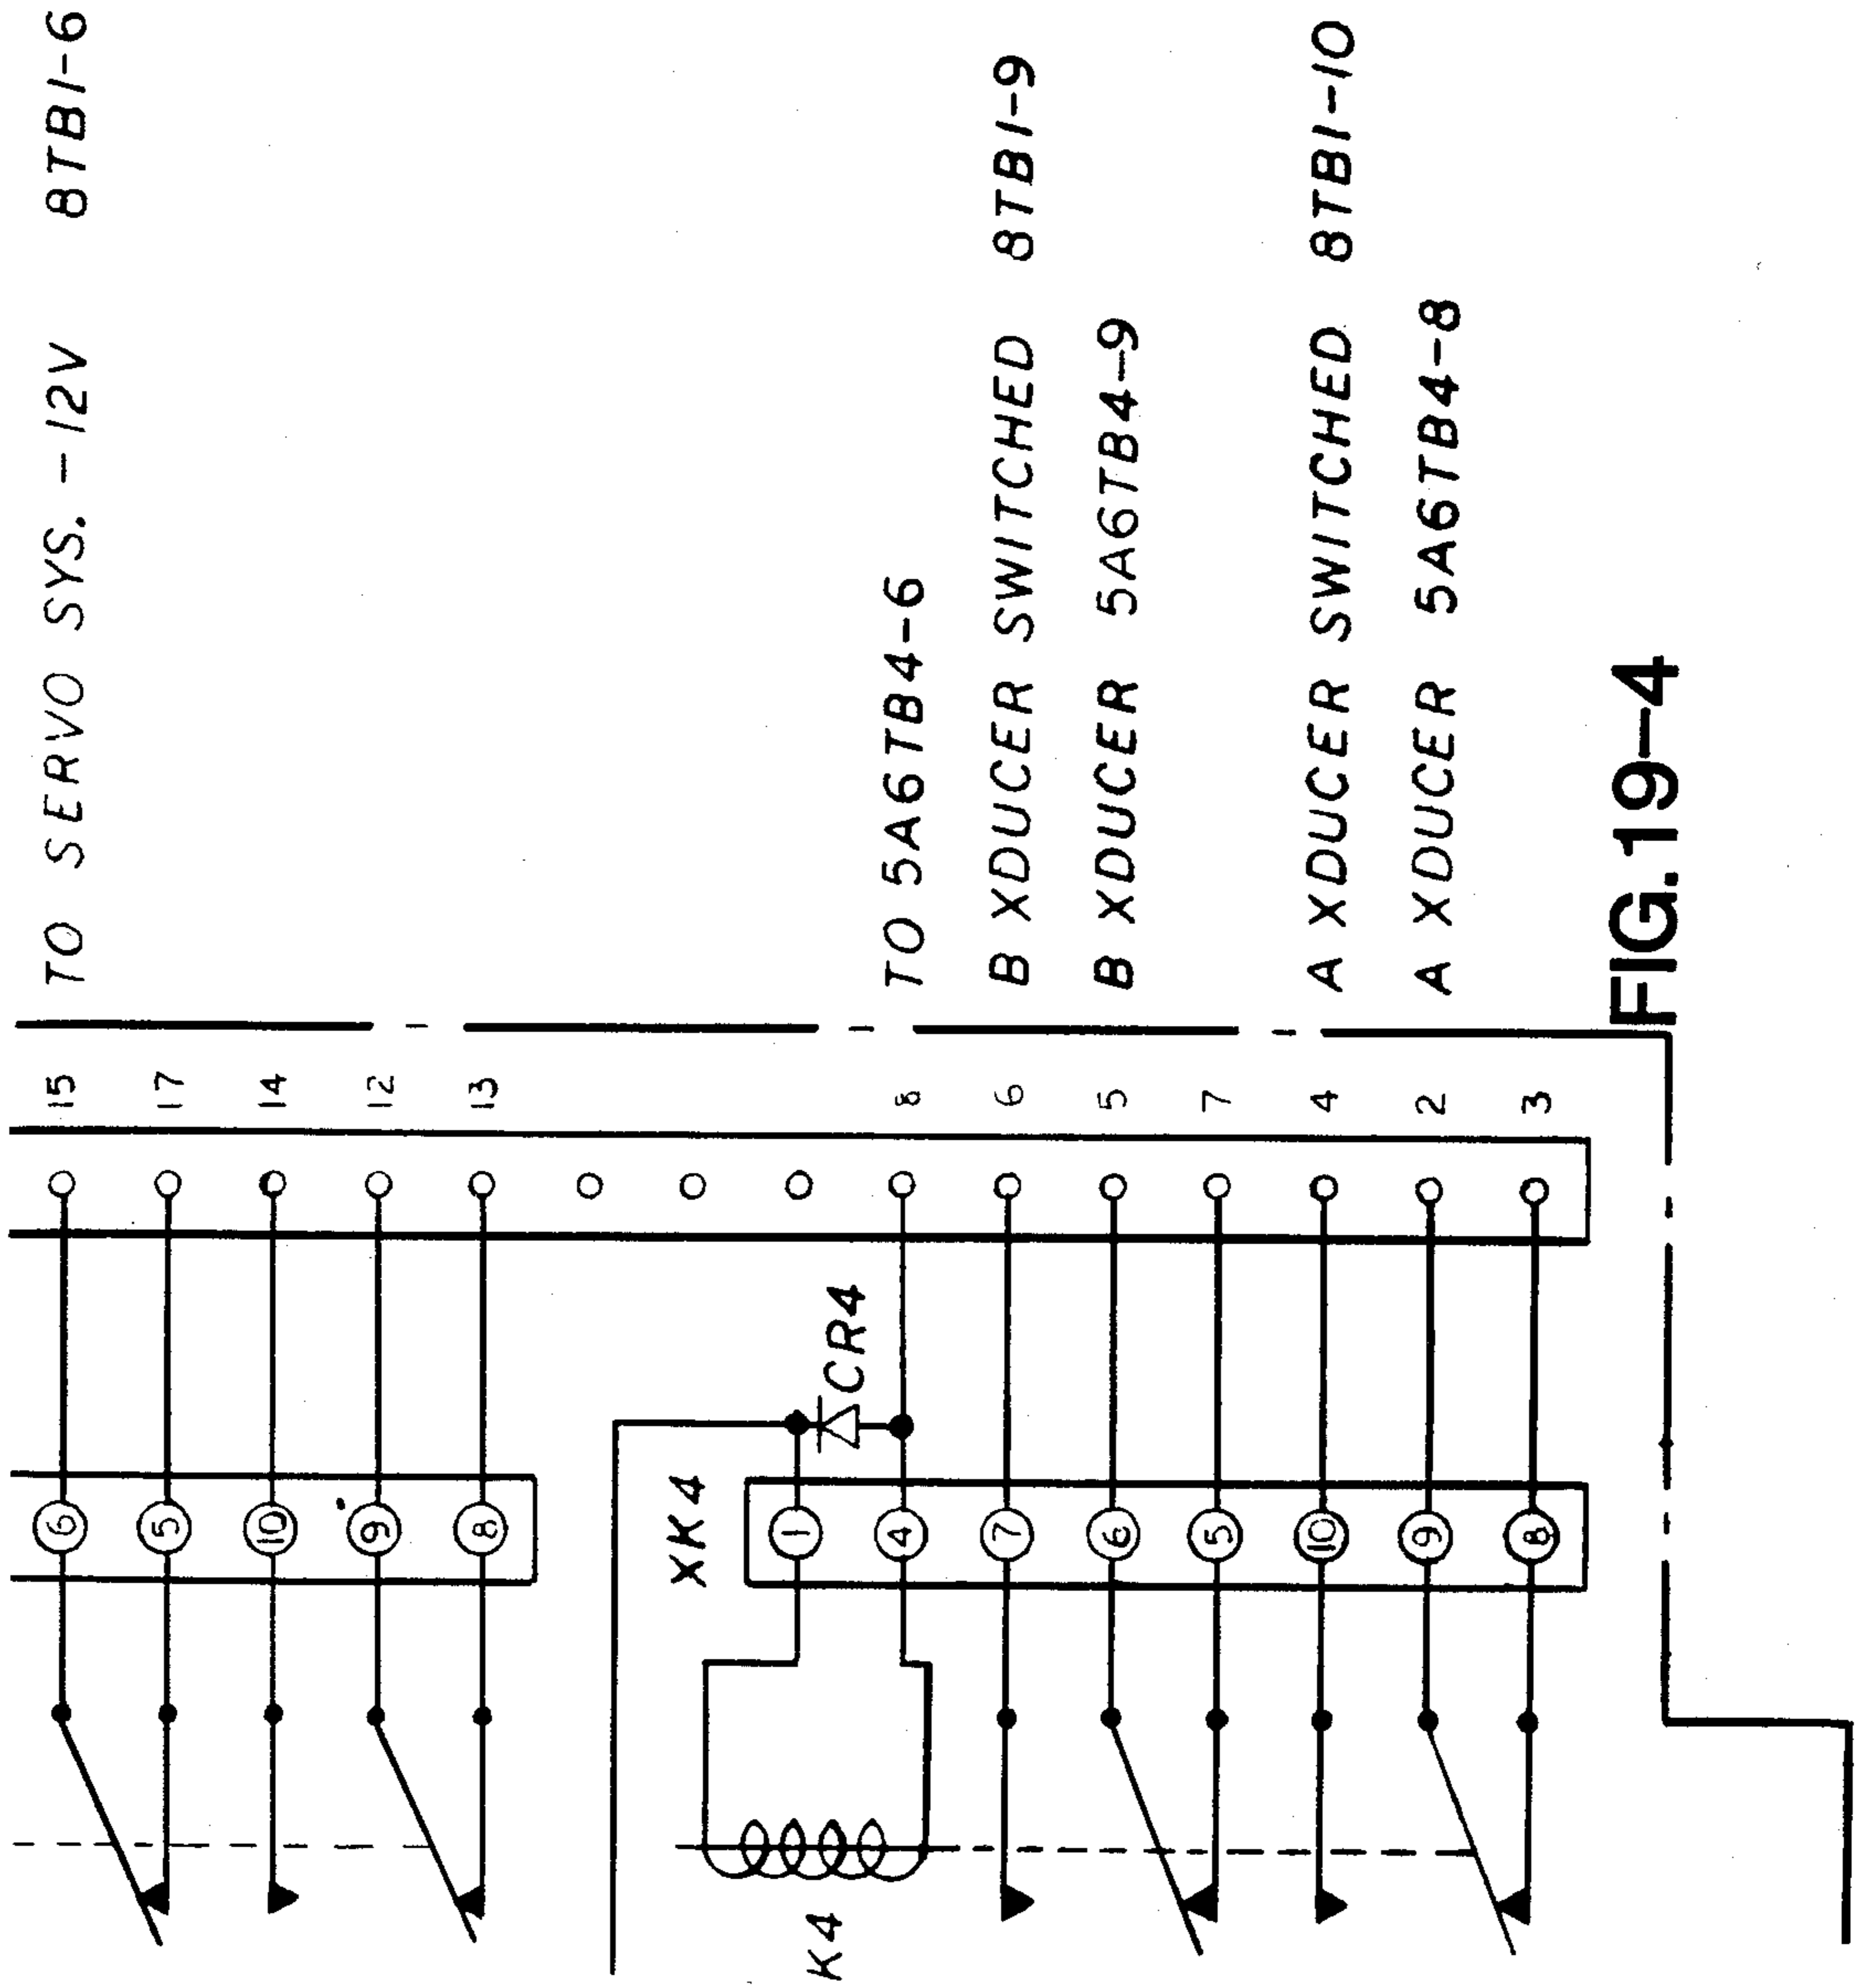 TO SERVO SYS. -12V 8TB1-6
TO 5A6TB4-6
B XDUCER SWITCHED 8TB1-9
B XDUCER 5A6TB4-9
A XDUCER SWITCHED 8TB1-10
A XDUCER 5A6TB4-8
FIG. 19-4
15
17
14
12
13
8
6
5
7
4
2
3
CR4
XK4
6
5
10
9
8
1
4
7
6
5
10
9
8
K4